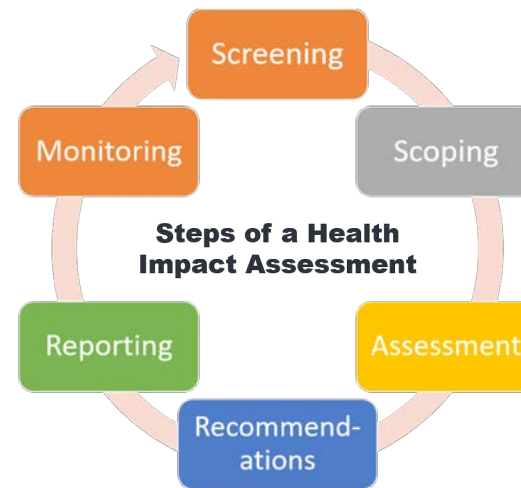 Screening
Scoping
Assessment
Recommend-
ations
Reporting
Monitoring
Steps of a Health
Impact Assessment